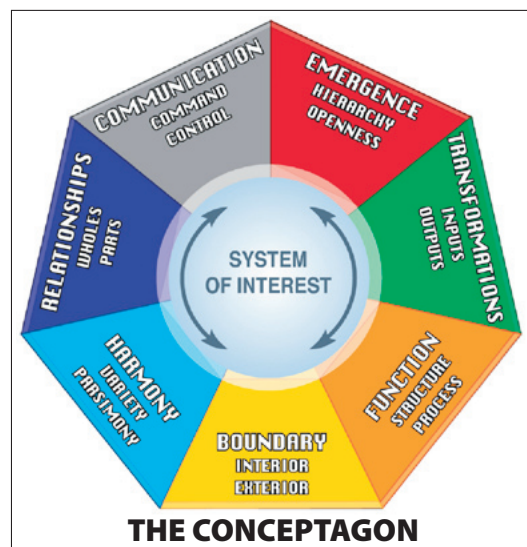 COMMUNICATION
COMMAND
CONTROL
EMERGENCE
HIERARCHY
OPENNESS
TRANSFORMATIONS
INPUTS
OUTPUTS
FUNCTION
STRUCTURE
PROCESS
BOUNDARY
INTERIOR
EXTERIOR
HARMONY
VARIETY
PARSIMONY
RELATIONSHIPS
WHOLES
PARTS
SYSTEM
OF INTEREST
THE CONCEPTAGON